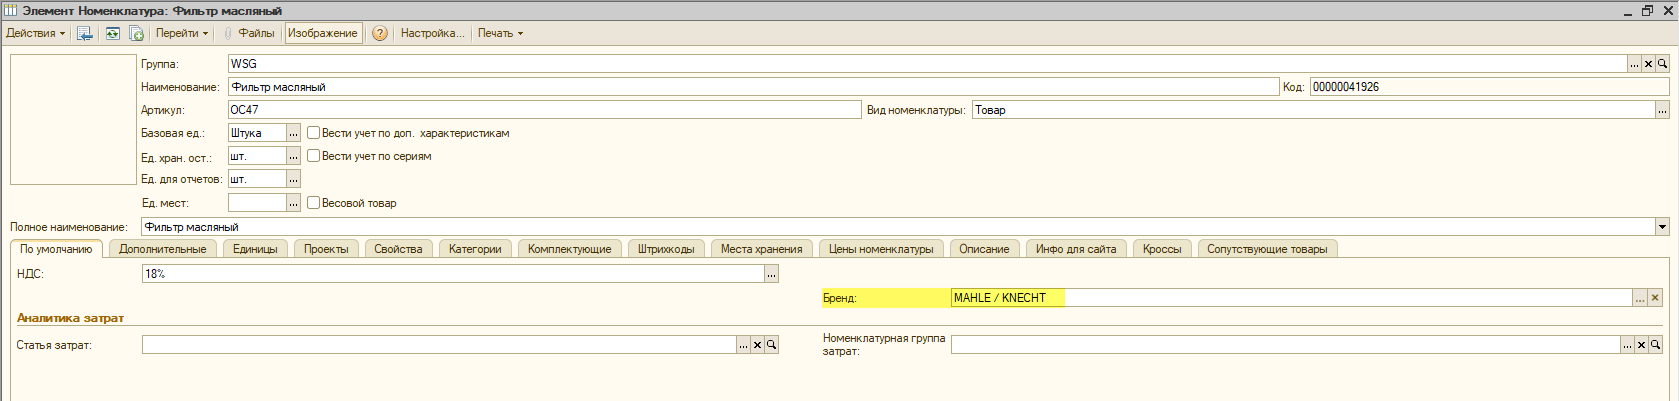 Элемент Номенклатура: Фильтр масляный
Действия Перейти Файлы Изображение ? Настройка... Печать
Группа: WSG
Наименование: Фильтр масляный Код: 00000041926
Артикул: OC47 Вид номенклатуры: Товар
Базовая ед.: Штука Вести учет по доп. характеристикам
Ед. хран. ост.: шт. Вести учет по сериям
Ед. для отчетов: шт.
Ед. мест: Весовой товар
Полное наименование: Фильтр масляный
По умолчанию Дополнительные Единицы Проекты Свойства Категории Комплектующие Штрихкоды Места хранения Цены номенклатуры Описание Инфо для сайта Кроссы Сопутствующие товары
НДС: 18%
Бренд: MAHLE / KNECHT
Аналитика затрат
Статья затрат: Номенклатурная группа
затрат: